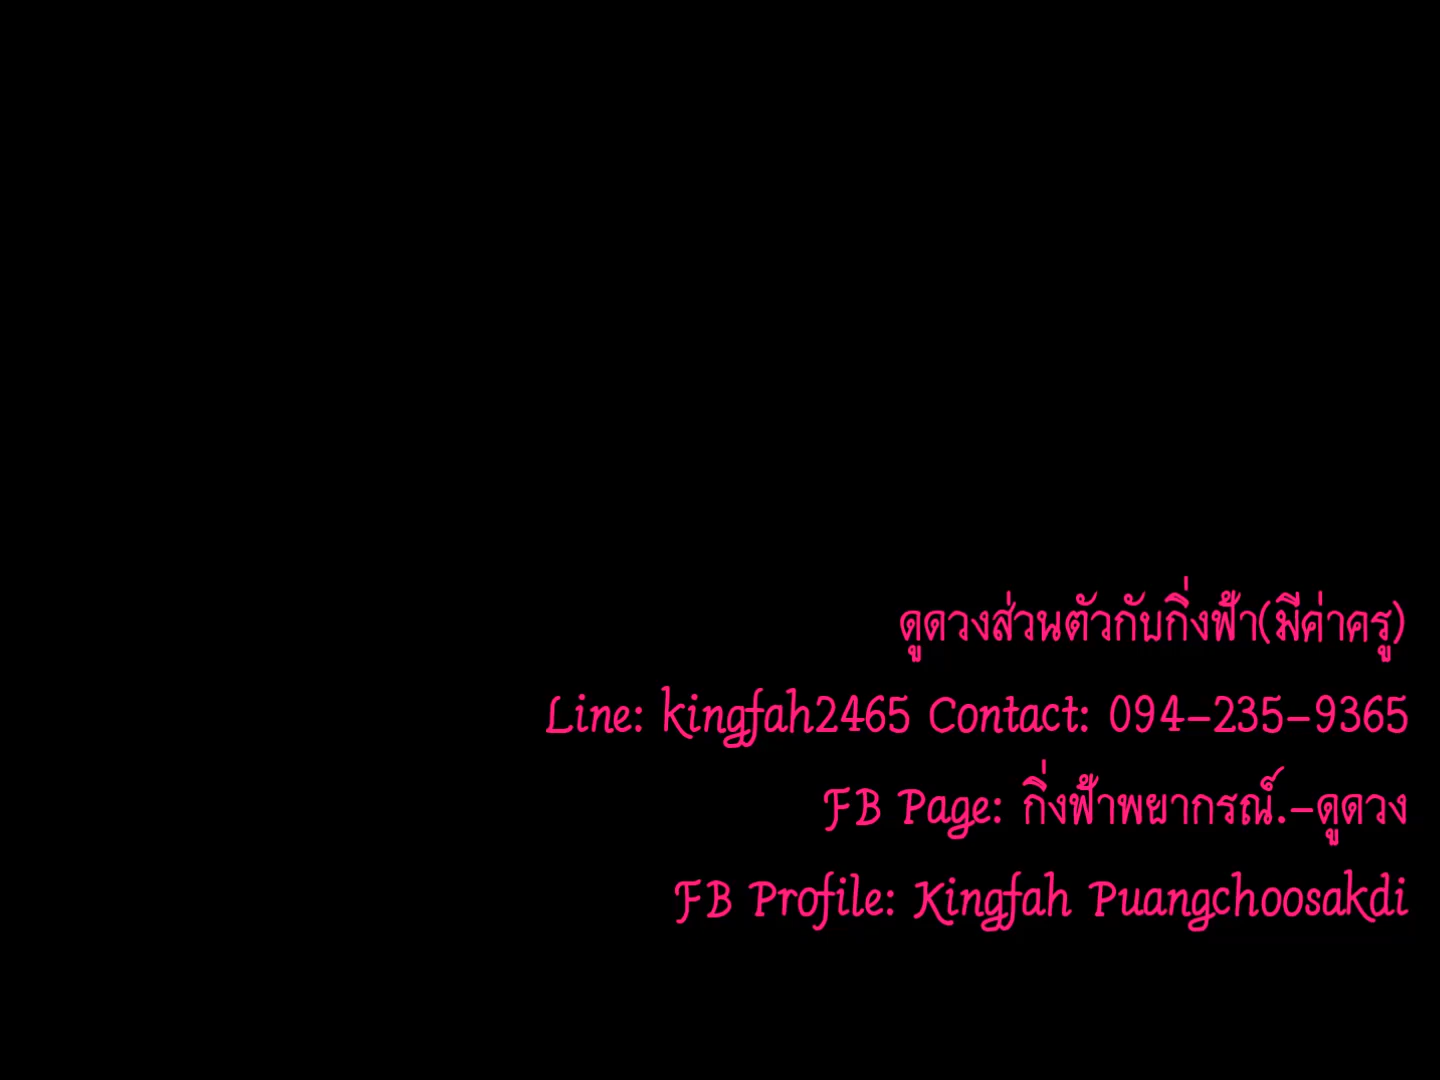 ดูดวงส่วนตัวกับกิ่งฟ้า(มีค่าครู)
Line: kingfah2465 Contact: 094-235-9365
FB Page: กิ่งฟ้าพยากรณ์.-ดูดวง
FB Profile: Kingfah Puangchoosakdi